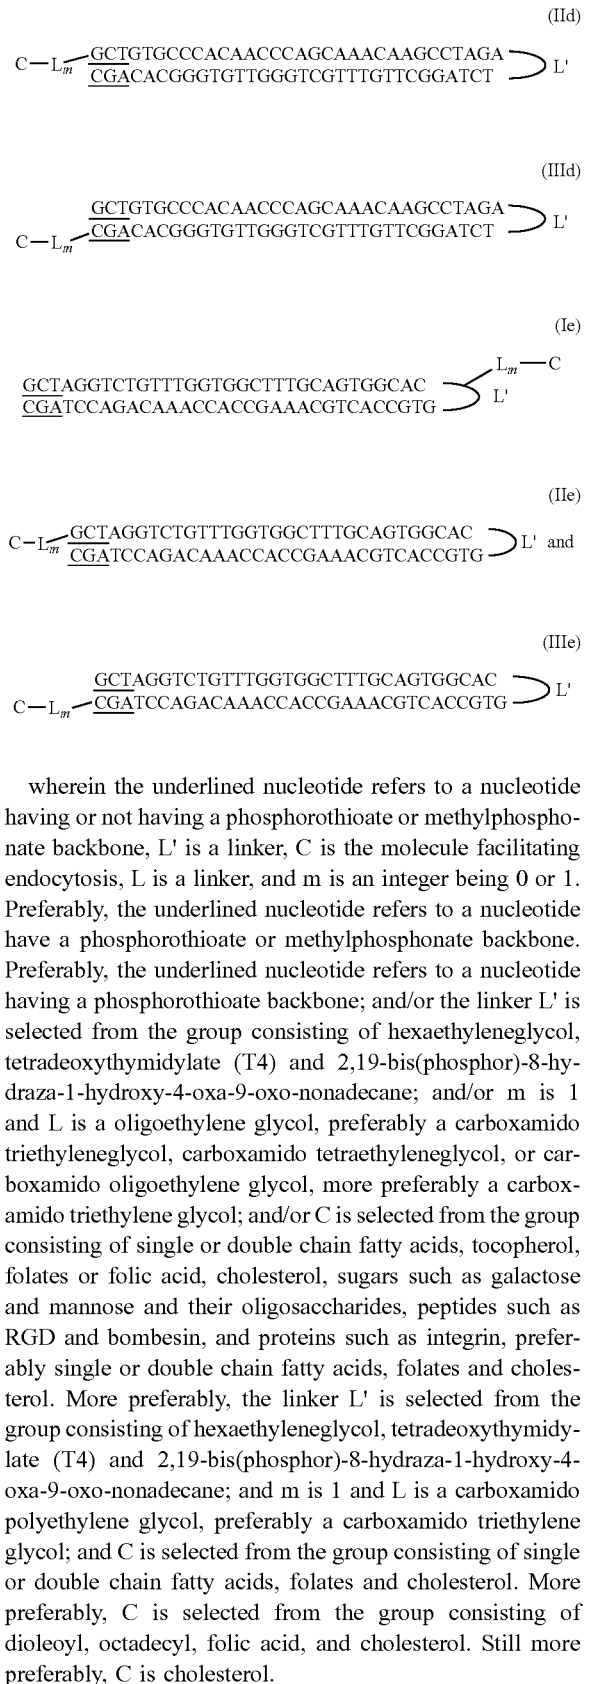 (IId)
GCTGTGCCCACAACCCAGCAAACAAGCCTAGA
C—Lm L'
CGACACGGGTGTTGGGTCGTTTGTTCGGATCT
(IIId)
GCTGTGCCCACAACCCAGCAAACAAGCCTAGA
L'
CGACACGGGTGTTGGGTCGTTTGTTCGGATCT
C—Lm
(Ie)
Lm—C
GCTAGGTCTGTTTGGTGGCTTTGCAGTGGCAC
L'
CGATCCAGACAAACCACCGAAACGTCACCGTG
(IIe)
GCTAGGTCTGTTTGGTGGCTTTGCAGTGGCAC
C—Lm L' and
CGATCCAGACAAACCACCGAAACGTCACCGTG
(IIIe)
GCTAGGTCTGTTTGGTGGCTTTGCAGTGGCAC
L'
CGATCCAGACAAACCACCGAAACGTCACCGTG
C—Lm
wherein the underlined nucleotide refers to a nucleotide
having or not having a phosphorothioate or methylphospho-
nate backbone, L' is a linker, C is the molecule facilitating
endocytosis, L is a linker, and m is an integer being 0 or 1.
Preferably, the underlined nucleotide refers to a nucleotide
have a phosphorothioate or methylphosphonate backbone.
Preferably, the underlined nucleotide refers to a nucleotide
having a phosphorothioate backbone; and/or the linker L' is
selected from the group consisting of hexaethyleneglycol,
tetradeoxythymidylate (T4) and 2,19-bis(phosphor)-8-hy-
draza-1-hydroxy-4-oxa-9-oxo-nonadecane; and/or m is 1
and L is a oligoethylene glycol, preferably a carboxamido
triethyleneglycol, carboxamido tetraethyleneglycol, or car-
boxamido oligoethylene glycol, more preferably a carbox-
amido triethylene glycol; and/or C is selected from the group
consisting of single or double chain fatty acids, tocopherol,
folates or folic acid, cholesterol, sugars such as galactose
and mannose and their oligosaccharides, peptides such as
RGD and bombesin, and proteins such as integrin, prefer-
ably single or double chain fatty acids, folates and choles-
terol. More preferably, the linker L' is selected from the
group consisting of hexaethyleneglycol, tetradeoxythymidy-
late (T4) and 2,19-bis(phosphor)-8-hydraza-1-hydroxy-4-
oxa-9-oxo-nonadecane; and m is 1 and L is a carboxamido
polyethylene glycol, preferably a carboxamido triethylene
glycol; and C is selected from the group consisting of single
or double chain fatty acids, folates and cholesterol. More
preferably, C is selected from the group consisting of
dioleoyl, octadecyl, folic acid, and cholesterol. Still more
preferably, C is cholesterol.